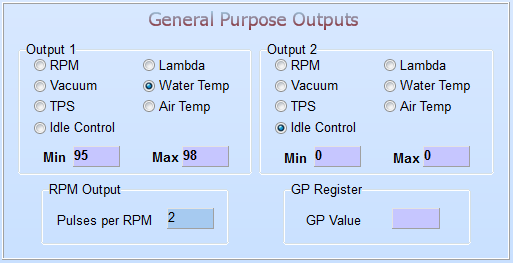 General Purpose Outputs
Output 1
RPM Lambda
Vacuum Water Temp
TPS Air Temp
Idle Control
Min 95 Max 98
Output 2
RPM Lambda
Vacuum Water Temp
TPS Air Temp
Idle Control
Min 0 Max 0
RPM Output
Pulses per RPM 2
GP Register
GP Value